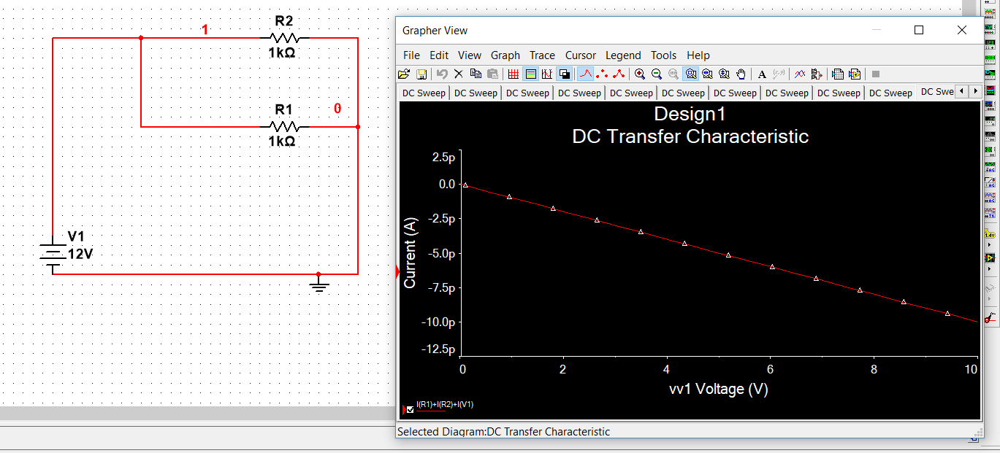 R2
1
1kΩ
R1
0
1kΩ
V1
12V
Grapher View
File Edit View Graph Trace Cursor Legend Tools Help
DC Sweep DC Sweep DC Sweep DC Sweep DC Sweep DC Sweep DC Sweep DC Sweep DC Sweep DC Sweep DC Swe
Design1
DC Transfer Characteristic
Current (A)
2.5p
0.0
-2.5p
-5.0p
-7.5p
-10.0p
-12.5p
0 2 4 6 8 10
vv1 Voltage (V)
I(R1)+I(R2)+I(V1)
Selected Diagram:DC Transfer Characteristic